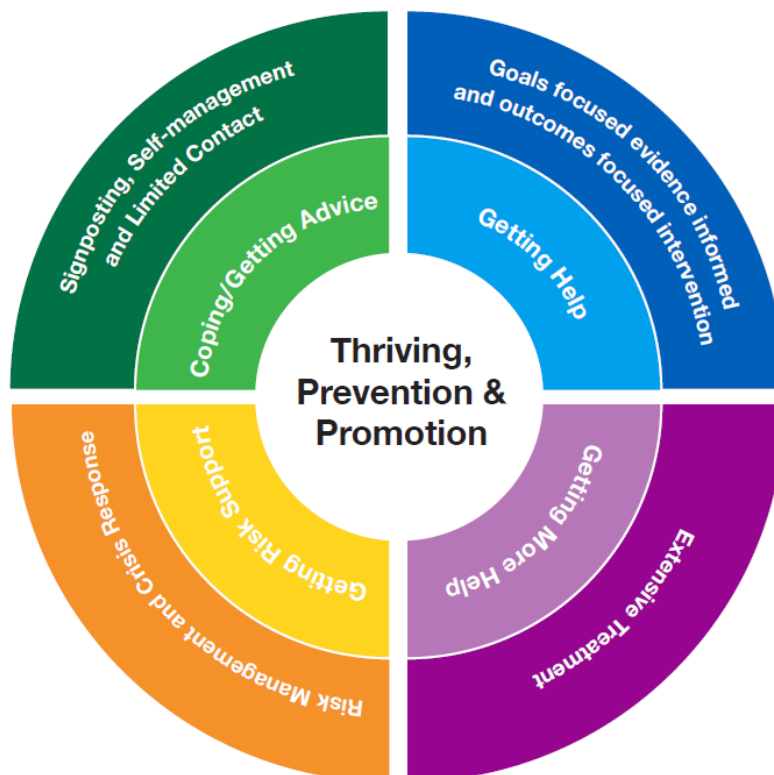 Signposting, Self-management
and Limited Contact
Coping/Getting Advice
Goals focused evidence informed
and outcomes focused intervention
Getting Help
Thriving,
Prevention &
Promotion
Getting Risk Support
Risk Management and Crisis Response
Getting More Help
Extensive Treatment